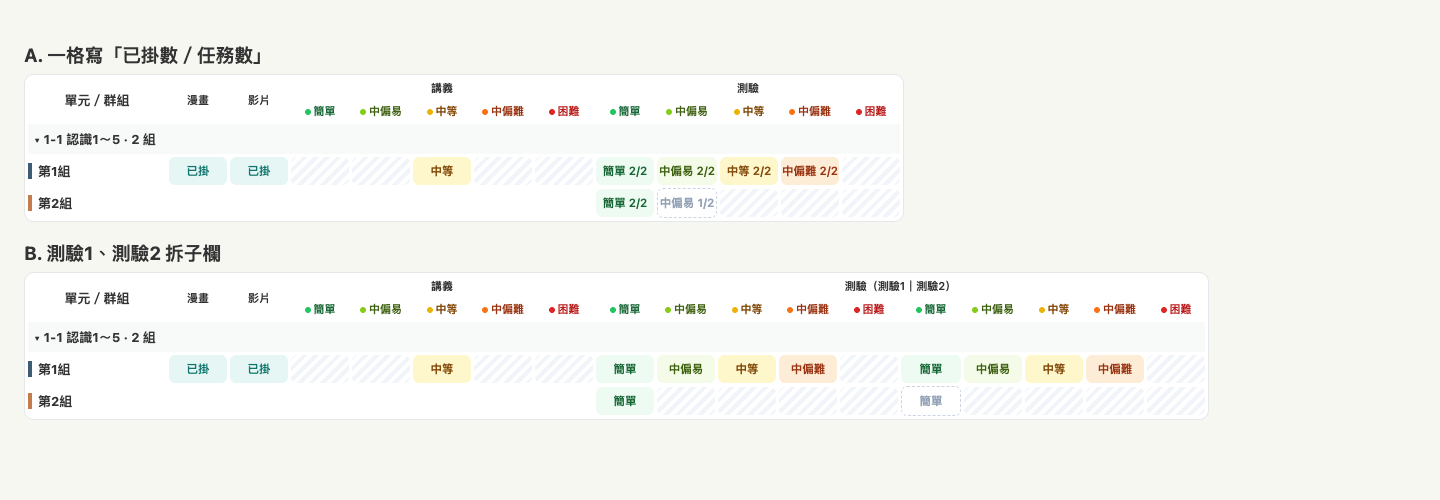 A. 一格寫「已掛數 / 任務數」
單元 / 群組 漫畫 影片 講義 測驗
簡單 中偏易 中等 中偏難 困難 簡單 中偏易 中等 中偏難 困難
▾ 1-1 認識1～5 · 2 組
第1組 已掛 已掛 中等 簡單 2/2 中偏易 2/2 中等 2/2 中偏難 2/2
第2組 簡單 2/2 中偏易 1/2
B. 測驗1、測驗2 拆子欄
單元 / 群組 漫畫 影片 講義 測驗（測驗1｜測驗2）
簡單 中偏易 中等 中偏難 困難 簡單 中偏易 中等 中偏難 困難 簡單 中偏易 中等 中偏難 困難
▾ 1-1 認識1～5 · 2 組
第1組 已掛 已掛 中等 簡單 中偏易 中等 中偏難 簡單 中偏易 中等 中偏難
第2組 簡單 簡單